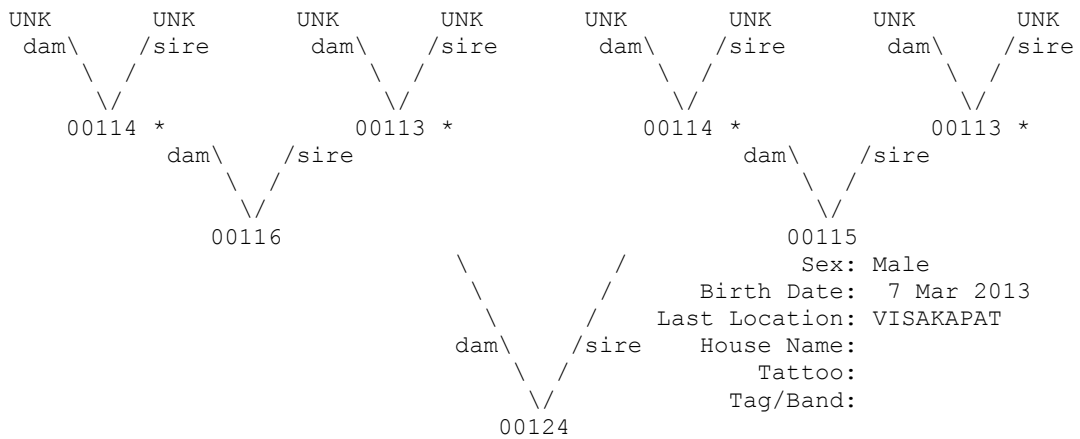 UNK UNK UNK UNK UNK UNK UNK UNK
dam\ /sire dam\ /sire dam\ /sire dam\ /sire
\ / \ / \ / \ /
\/ \/ \/ \/
00114 * 00113 * 00114 * 00113 *
dam\ /sire dam\ /sire
\ / \ /
\/ \/
00116 00115
\ / Sex: Male
\ / Birth Date: 7 Mar 2013
\ / Last Location: VISAKAPAT
dam\ /sire House Name:
\ / Tattoo:
\/ Tag/Band:
00124